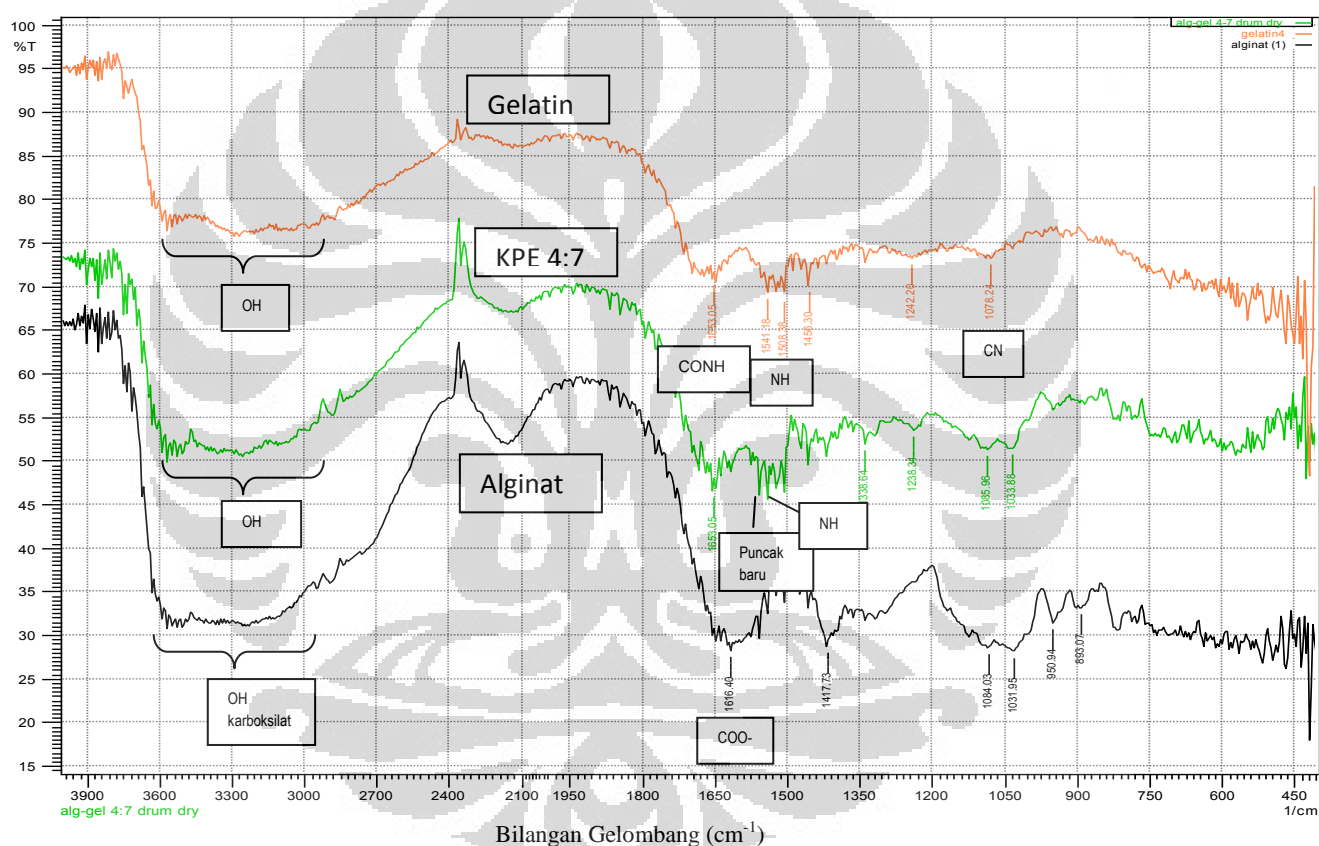 100
%T
95
90
85
80
75
70
65
60
55
50
45
40
35
30
25
20
15
alg-gel 4-7 drum dry
gelatin4
alginat (1)
Gelatin
OH
1653.05
1541.18
1508.38
1456.30
1242.20
1078.24
CONH
NH
CN
KPE 4:7
OH
1653.05
1338.64
1238.34
1085.96
1033.88
Puncak
baru
NH
Alginat
OH
karboksilat
1616.40
1417.73
1084.03
1031.95
950.94
893.07
COO-
3900 3600 3300 3000 2700 2400 2100 1950 1800 1650 1500 1350 1200 1050 900 750 600 450
1/cm
alg-gel 4:7 drum dry
Bilangan Gelombang (cm-1)